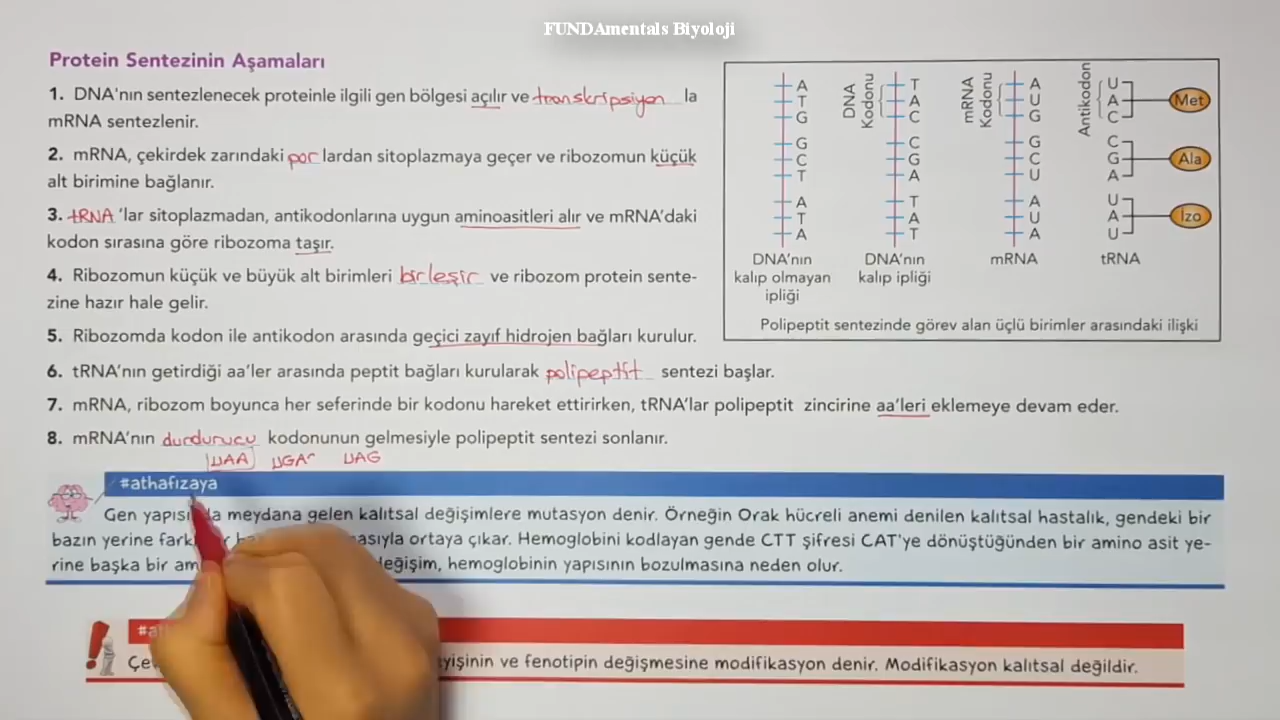 FUNDAmentals Biyoloji
Protein Sentezinin Aşamaları
1. DNA'nın sentezlenecek proteinle ilgili gen bölgesi açılır ve transkripsiyon la
mRNA sentezlenir.
2. mRNA, çekirdek zarındaki por lardan sitoplazmaya geçer ve ribozomun küçük
alt birimine bağlanır.
3. tRNA 'lar sitoplazmadan, antikodonlarına uygun aminoasitleri alır ve mRNA'daki
kodon sırasına göre ribozoma taşır.
4. Ribozomun küçük ve büyük alt birimleri birleşir ve ribozom protein sente-
zine hazır hale gelir.
5. Ribozomda kodon ile antikodon arasında geçici zayıf hidrojen bağları kurulur.
6. tRNA'nın getirdiği aa'ler arasında peptit bağları kurularak polipeptit sentezi başlar.
7. mRNA, ribozom boyunca her seferinde bir kodonu hareket ettirirken, tRNA'lar polipeptit zincirine aa'leri eklemeye devam eder.
8. mRNA'nın durdurucu kodonunun gelmesiyle polipeptit sentezi sonlanır.
UAA UGA UAG
DNA Kodonu
mRNA Kodonu
Antikodon
A T A U Met
T A U A
G C G C
G C G C Ala
C G C G
T A U A
A T A U İzo
T A U A
A T A U
DNA'nın kalıp olmayan ipliği
DNA'nın kalıp ipliği
mRNA
tRNA
Polipeptit sentezinde görev alan üçlü birimler arasındaki ilişki
#athafızaya
Gen yapısı meydana gelen kalıtsal değişimlere mutasyon denir. Örneğin Orak hücreli anemi denilen kalıtsal hastalık, gendeki bir
bazın yerine masıyla ortaya çıkar. Hemoglobini kodlayan gende CTT şifresi CAT'ye dönüştüğünden bir amino asit ye-
rine başka bir değişim, hemoglobinin yapısının bozulmasına neden olur.
yişinin ve fenotipin değişmesine modifikasyon denir. Modifikasyon kalıtsal değildir.